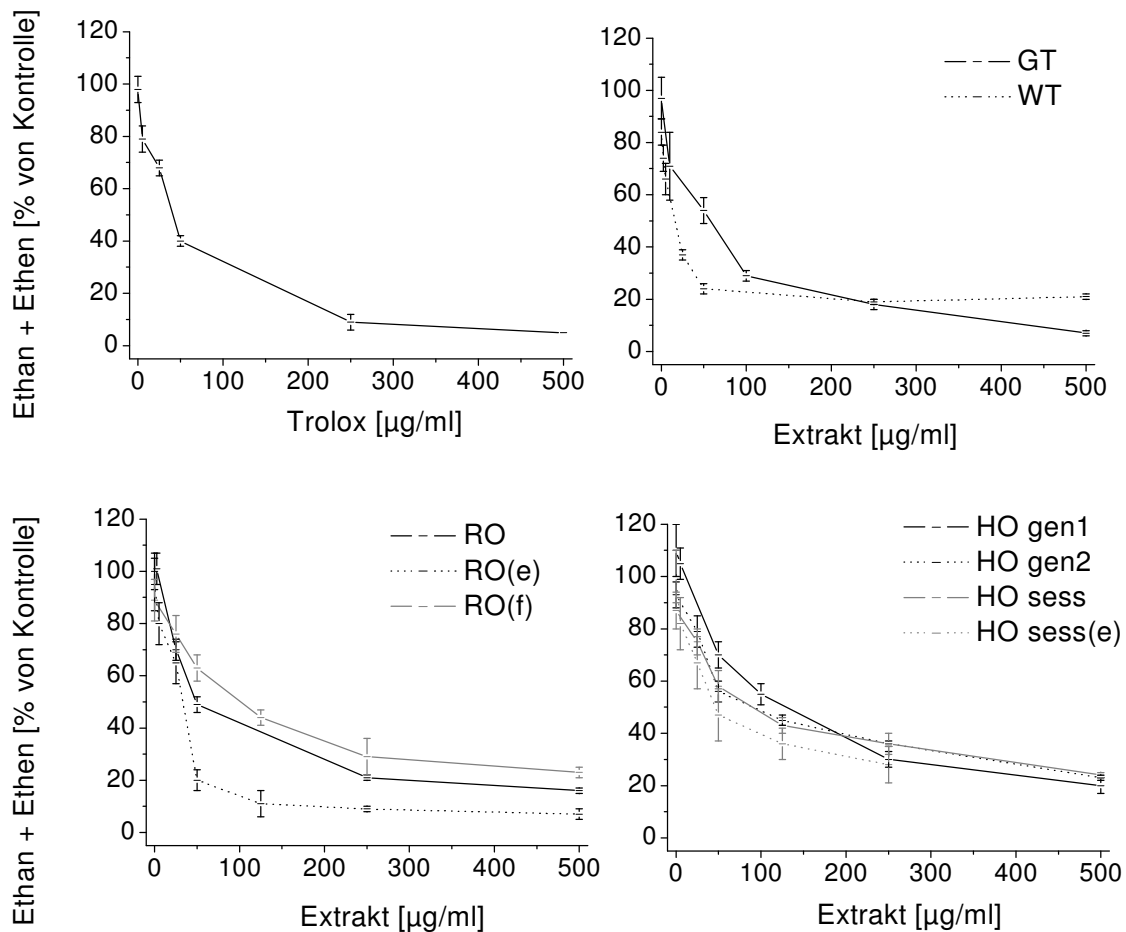 Ethan + Ethen [% von Kontrolle]
120
100
80
60
40
20
0
0 100 200 300 400 500
Trolox [µg/ml]
120
100
80
60
40
20
0
GT
WT
0 100 200 300 400 500
Extrakt [µg/ml]
Ethan + Ethen [% von Kontrolle]
120
100
80
60
40
20
0
RO
RO(e)
RO(f)
0 100 200 300 400 500
Extrakt [µg/ml]
120
100
80
60
40
20
0
HO gen1
HO gen2
HO sess
HO sess(e)
0 100 200 300 400 500
Extrakt [µg/ml]